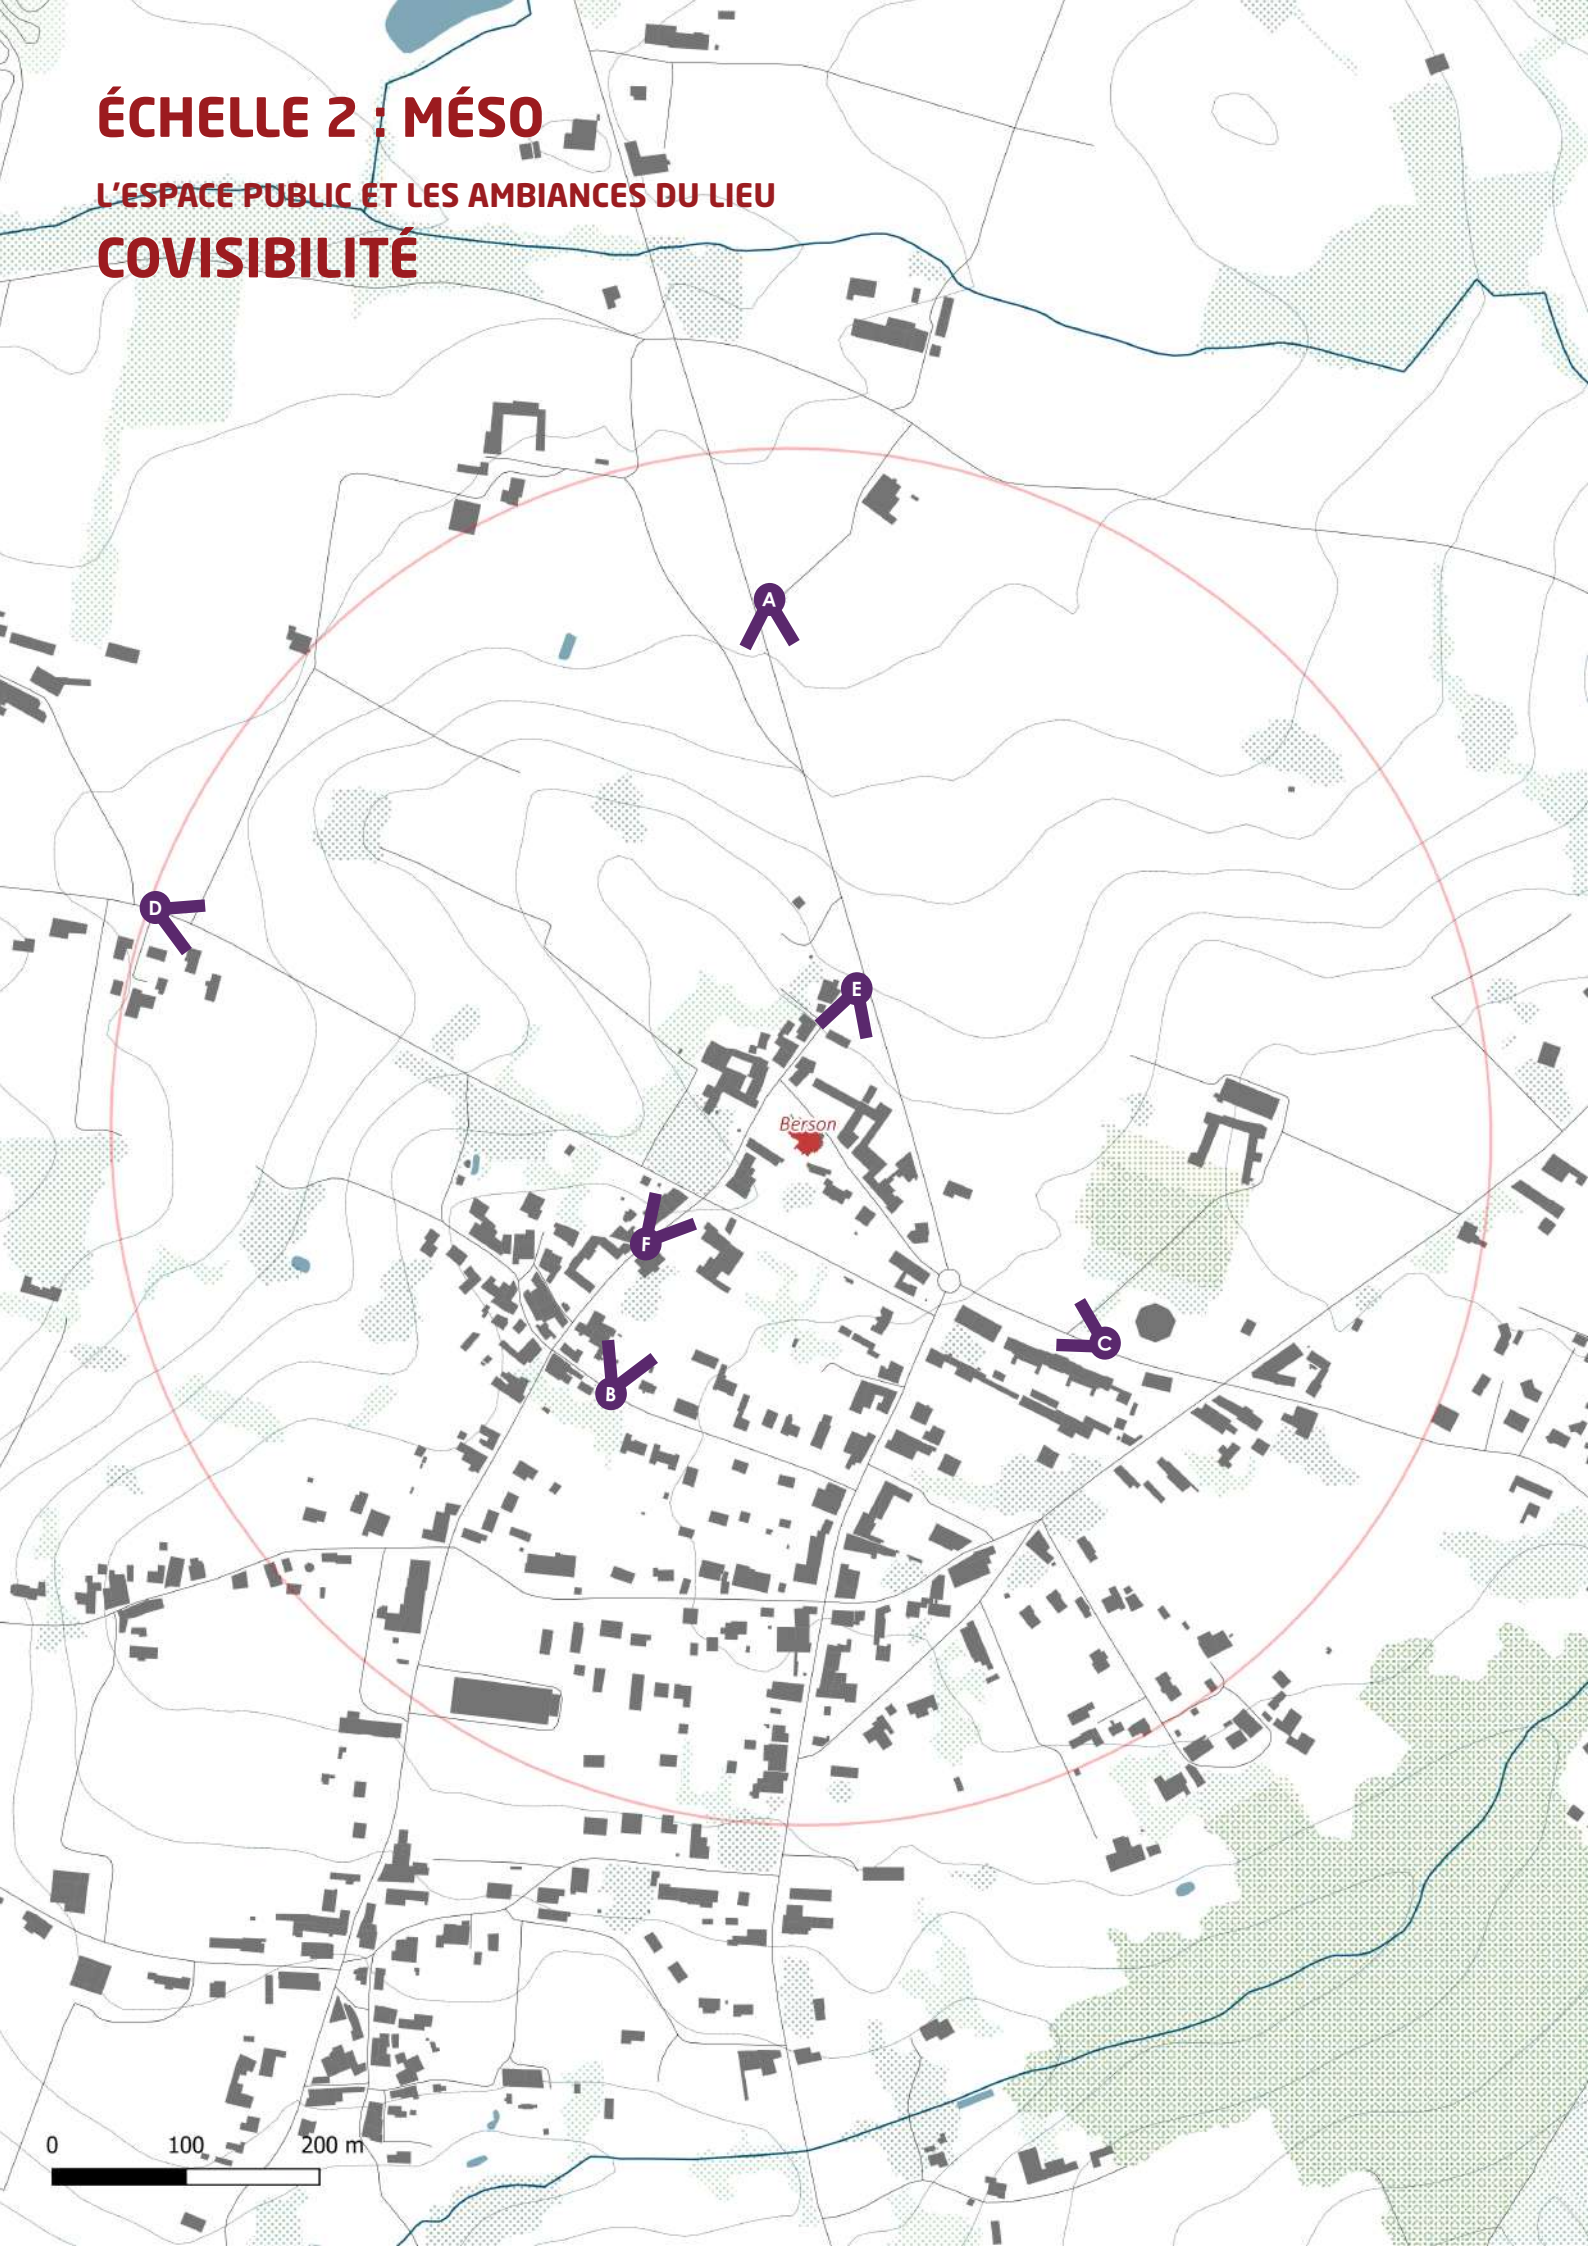 ÉCHELLE 2 : MÉSO
L'ESPACE PUBLIC ET LES AMBIANCES DU LIEU
COVISIBILITÉ
A
D
E
Berson
F
C
B
0 100 200 m